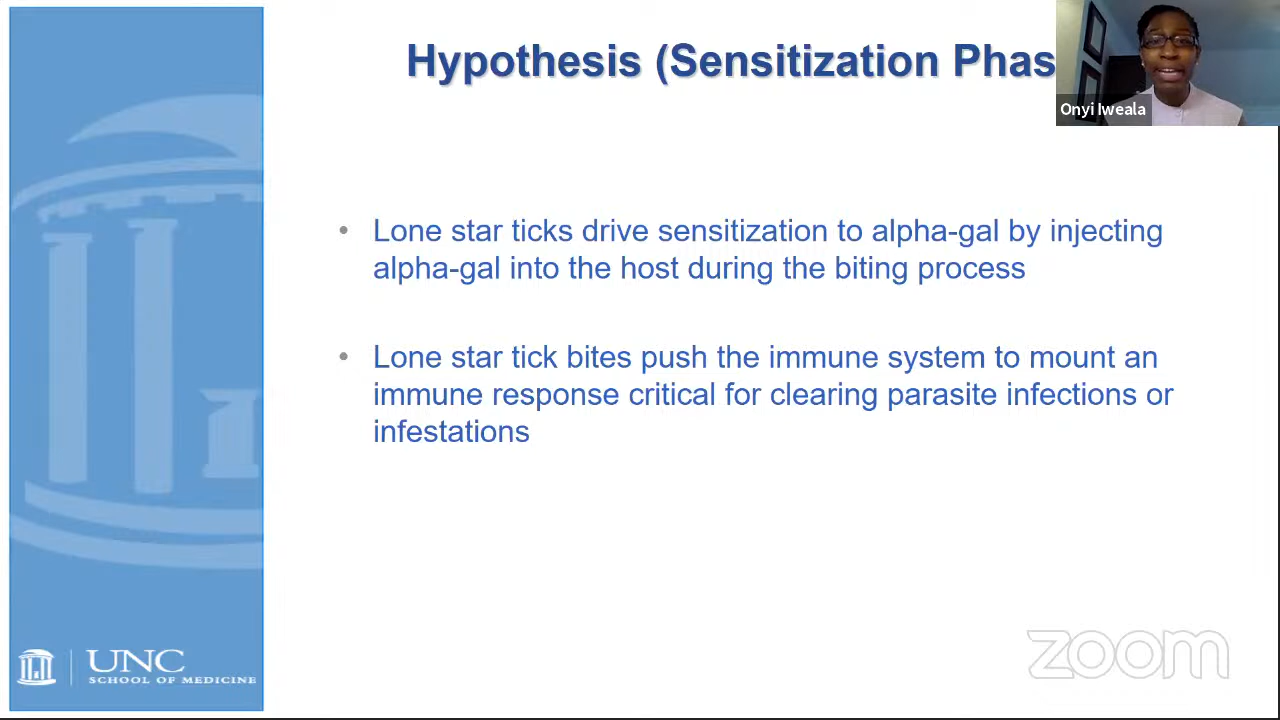 Hypothesis (Sensitization Phas
Onyi Iweala
• Lone star ticks drive sensitization to alpha-gal by injecting
alpha-gal into the host during the biting process
• Lone star tick bites push the immune system to mount an
immune response critical for clearing parasite infections or
infestations
UNC
SCHOOL OF MEDICINE
zoom